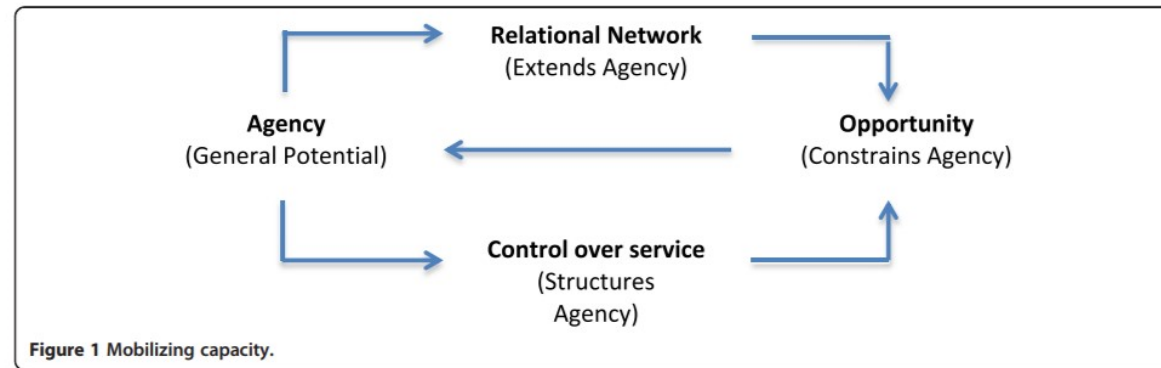 Relational Network
(Extends Agency)
Agency
(General Potential)
Opportunity
(Constrains Agency)
Control over service
(Structures
Agency)
Figure 1 Mobilizing capacity.